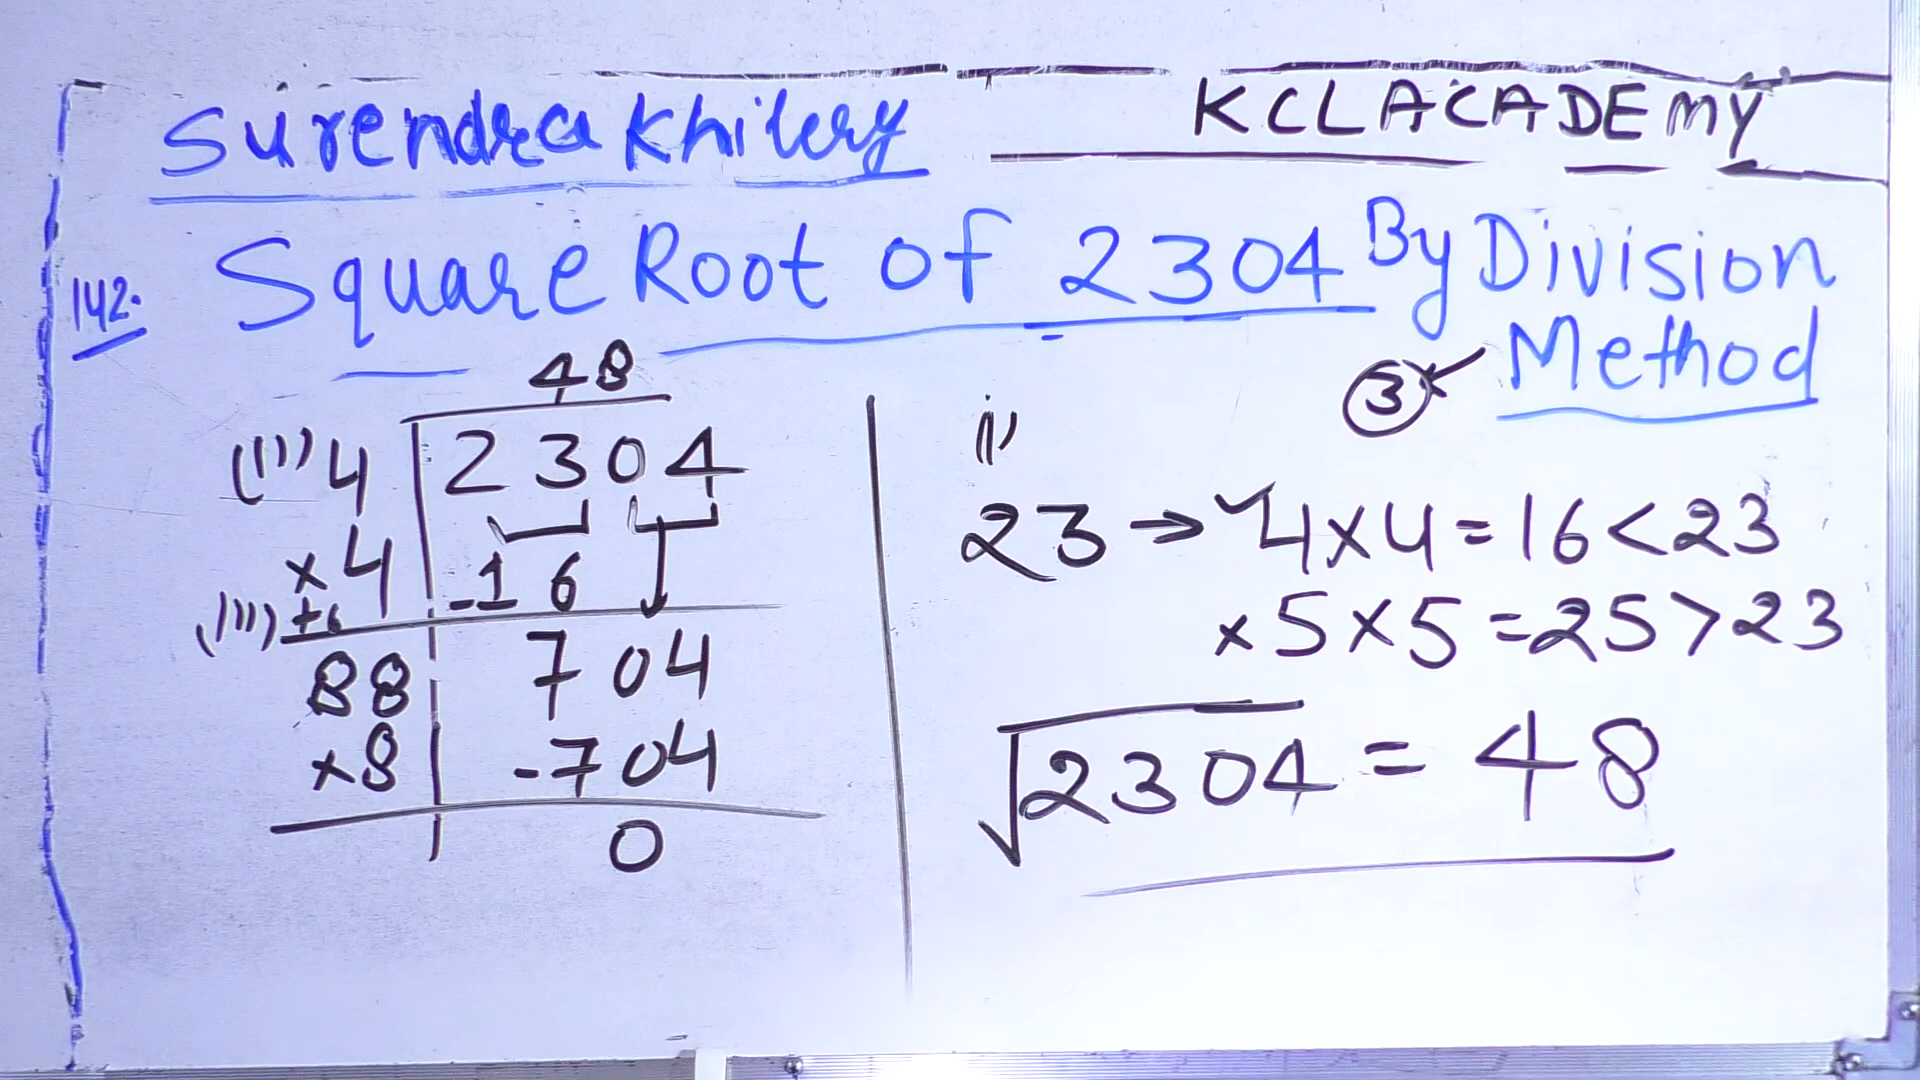 Surendra Khilery
KCLACADEMY
142.
Square Root of 2304 By Division
Method
3
48
(ii) 4 2304
×4 -16
(iii) +
88 704
×8 -704
0
i)
23 → 4×4=16<23
×5×5=25>23
√2304 = 48